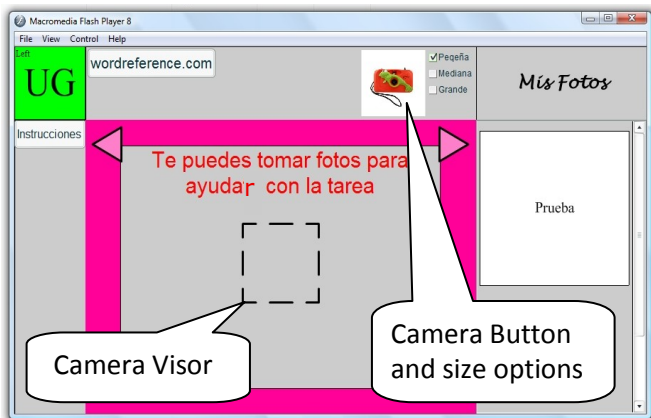 Macromedia Flash Player 8
File View Control Help
Left
UG
wordreference.com
Peqeña
Mediana
Grande
Mis Fotos
Instrucciones
Te puedes tomar fotos para
ayudar con la tarea
Prueba
Camera Visor
Camera Button
and size options